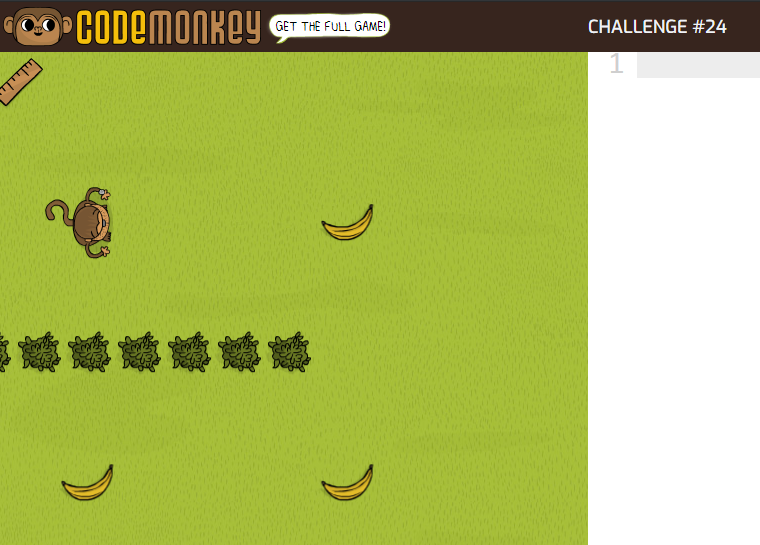 CODEMONKEY
GET THE FULL GAME!
CHALLENGE #24
1